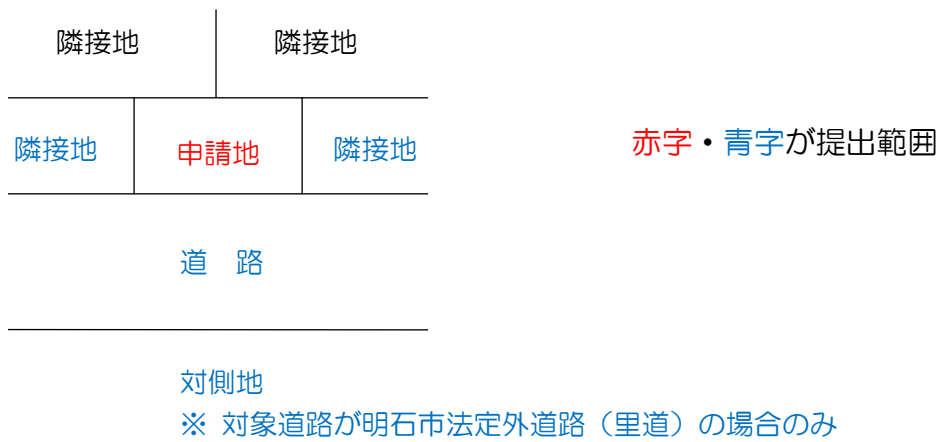 隣接地 隣接地
隣接地 申請地 隣接地
赤字・青字が提出範囲
道 路
対側地
※ 対象道路が明石市法定外道路（里道）の場合のみ